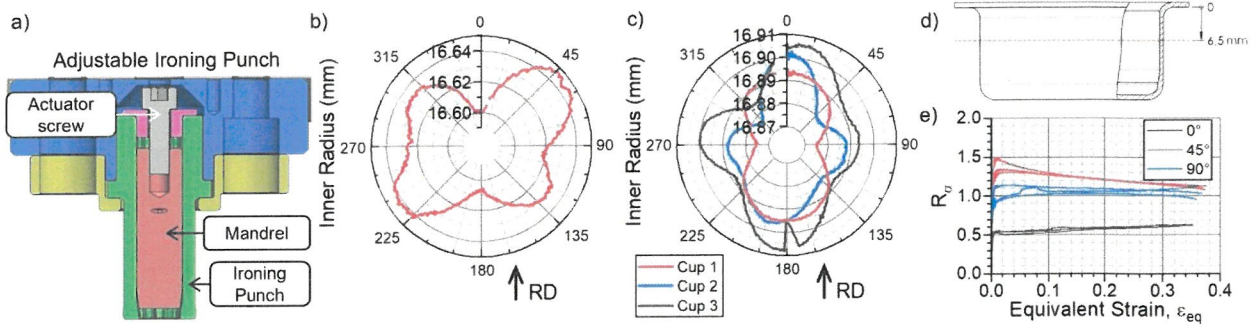 a)
Adjustable Ironing Punch
Actuator
screw
Mandrel
Ironing
Punch
b)
Inner Radius (mm)
16.64
16.62
16.60
0
45
90
135
180
225
270
315
RD
c)
Inner Radius (mm)
16.91
16.90
16.89
16.88
16.87
0
45
90
135
180
225
270
315
Cup 1
Cup 2
Cup 3
RD
d)
0
6.5 mm
e)
2.0
1.5
1.0
0.5
0.0
0.0 0.1 0.2 0.3 0.4
Equivalent Strain, εeq
0°
45°
90°